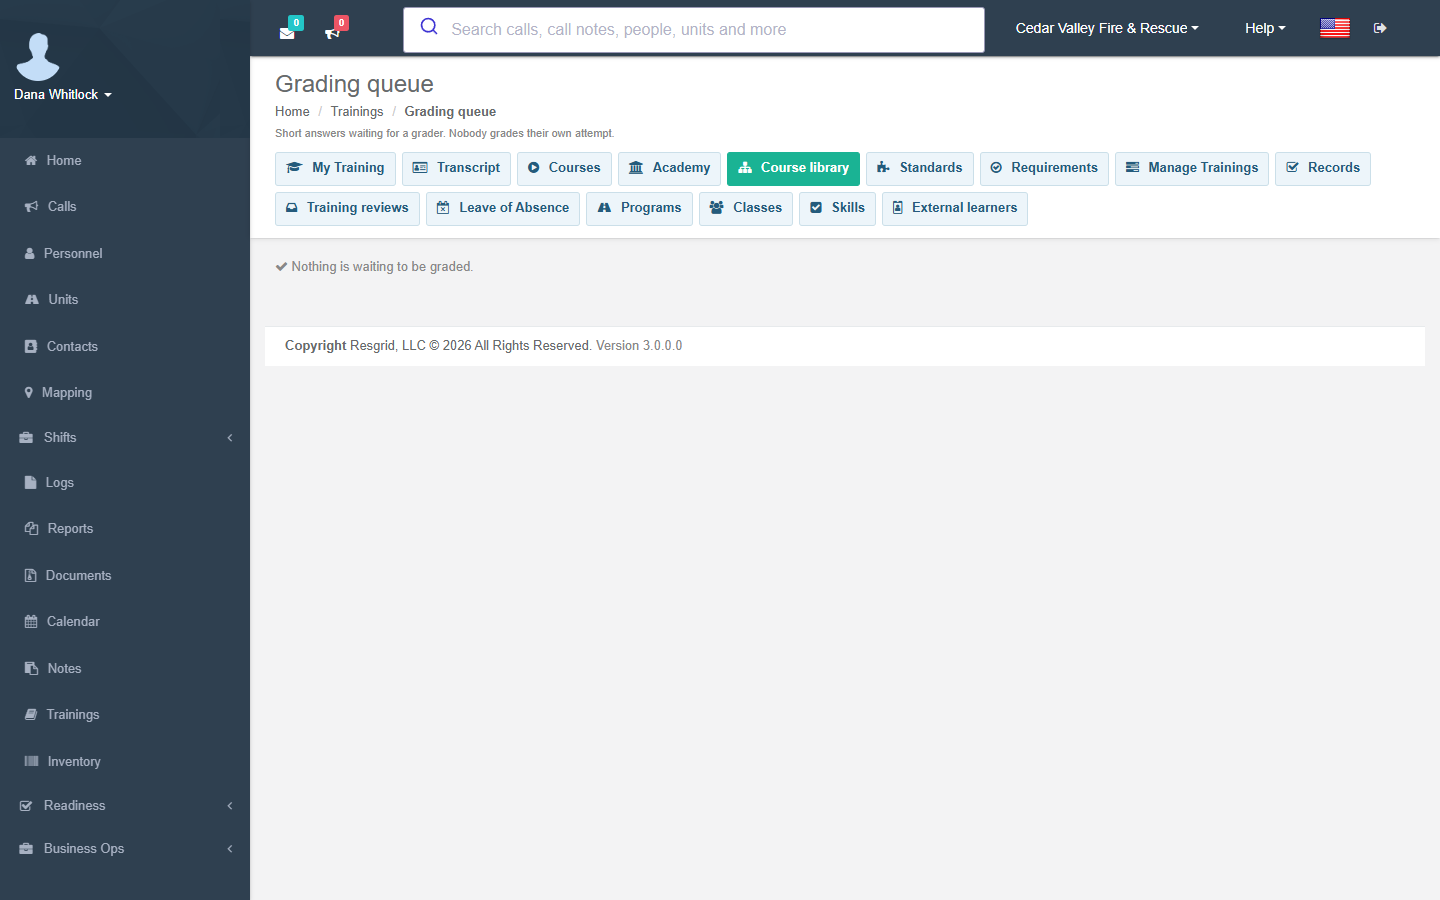 0
0
Search calls, call notes, people, units and more
Cedar Valley Fire & Rescue
Help
Dana Whitlock
Home
Calls
Personnel
Units
Contacts
Mapping
Shifts
Logs
Reports
Documents
Calendar
Notes
Trainings
Inventory
Readiness
Business Ops
Grading queue
Home / Trainings / Grading queue
Short answers waiting for a grader. Nobody grades their own attempt.
My Training Transcript Courses Academy Course library Standards Requirements Manage Trainings Records
Training reviews Leave of Absence Programs Classes Skills External learners
Nothing is waiting to be graded.
Copyright Resgrid, LLC © 2026 All Rights Reserved. Version 3.0.0.0